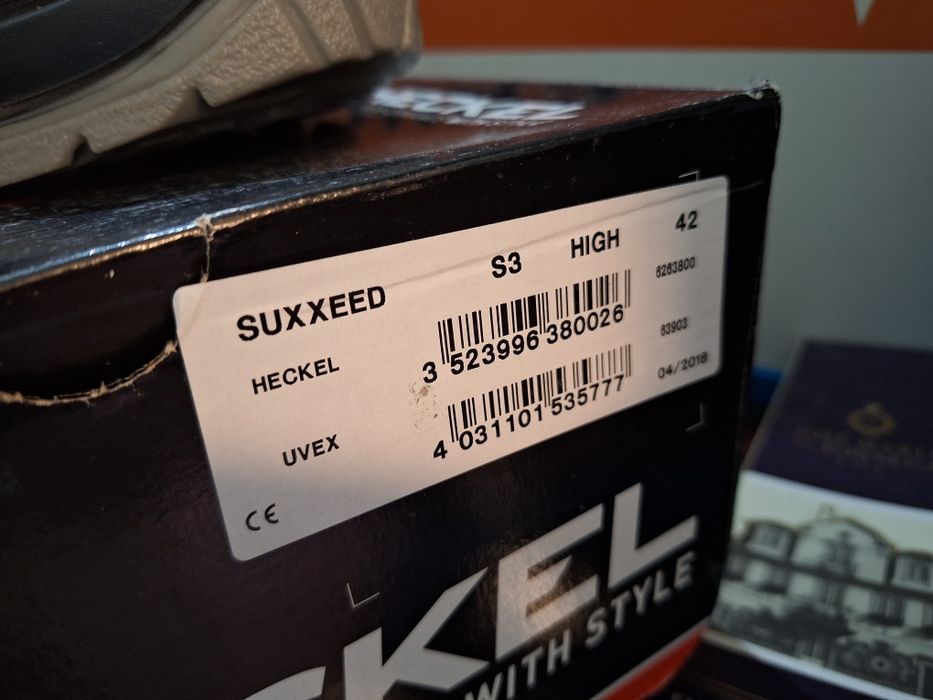 HECKEL
SUXXEED S3 HIGH 42
6263800
HECKEL 3 523996 380026 63903
UVEX 4 031101 535777 04/2018
CE
CKEL
WITH STYLE